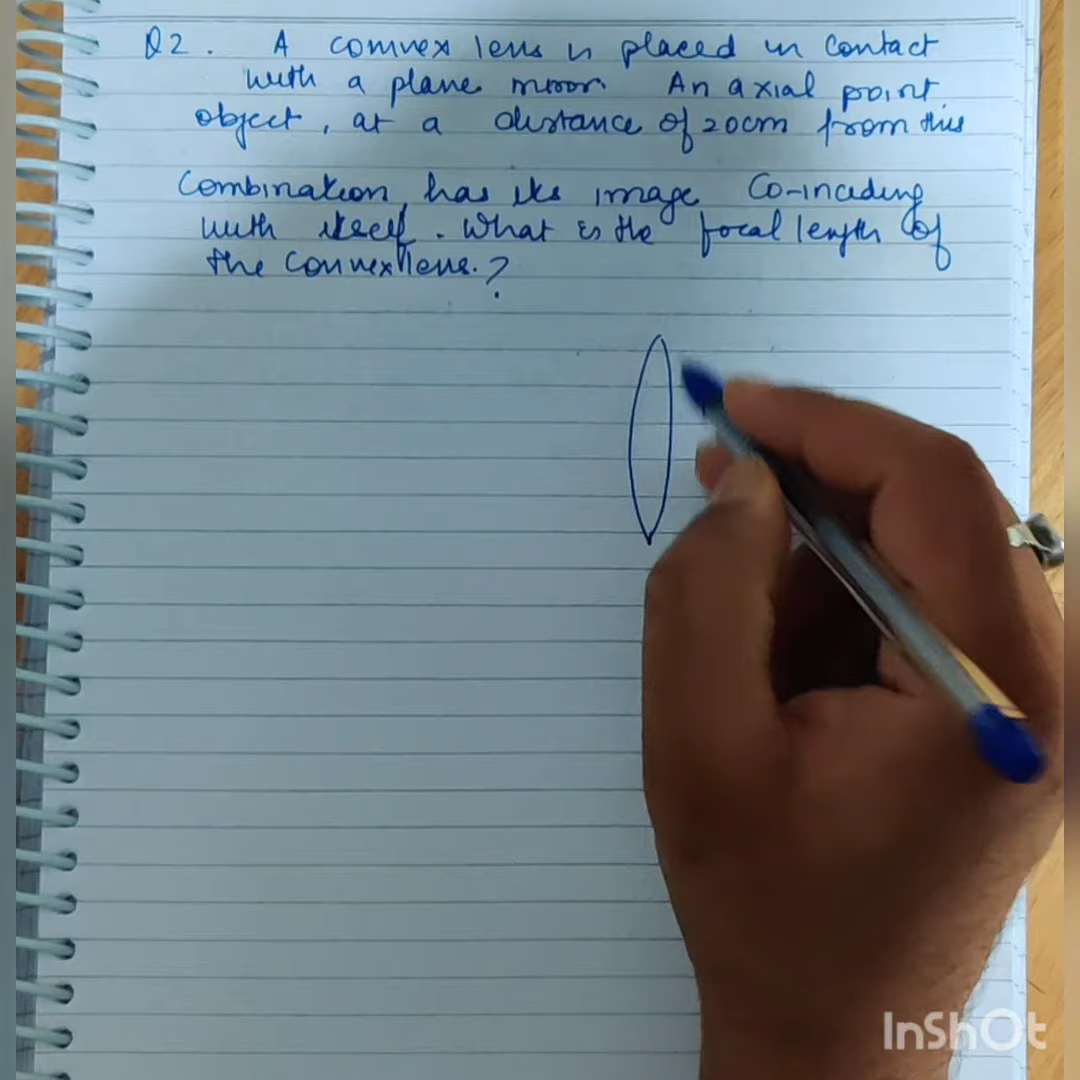 Q2. A comvex lens is placed in contact
with a plane mirror. An axial point
object, at a distance of 20cm from this
Combination, has its image Co-inciding
with itself. What is the focal length of
the convex lens.?
InShOt